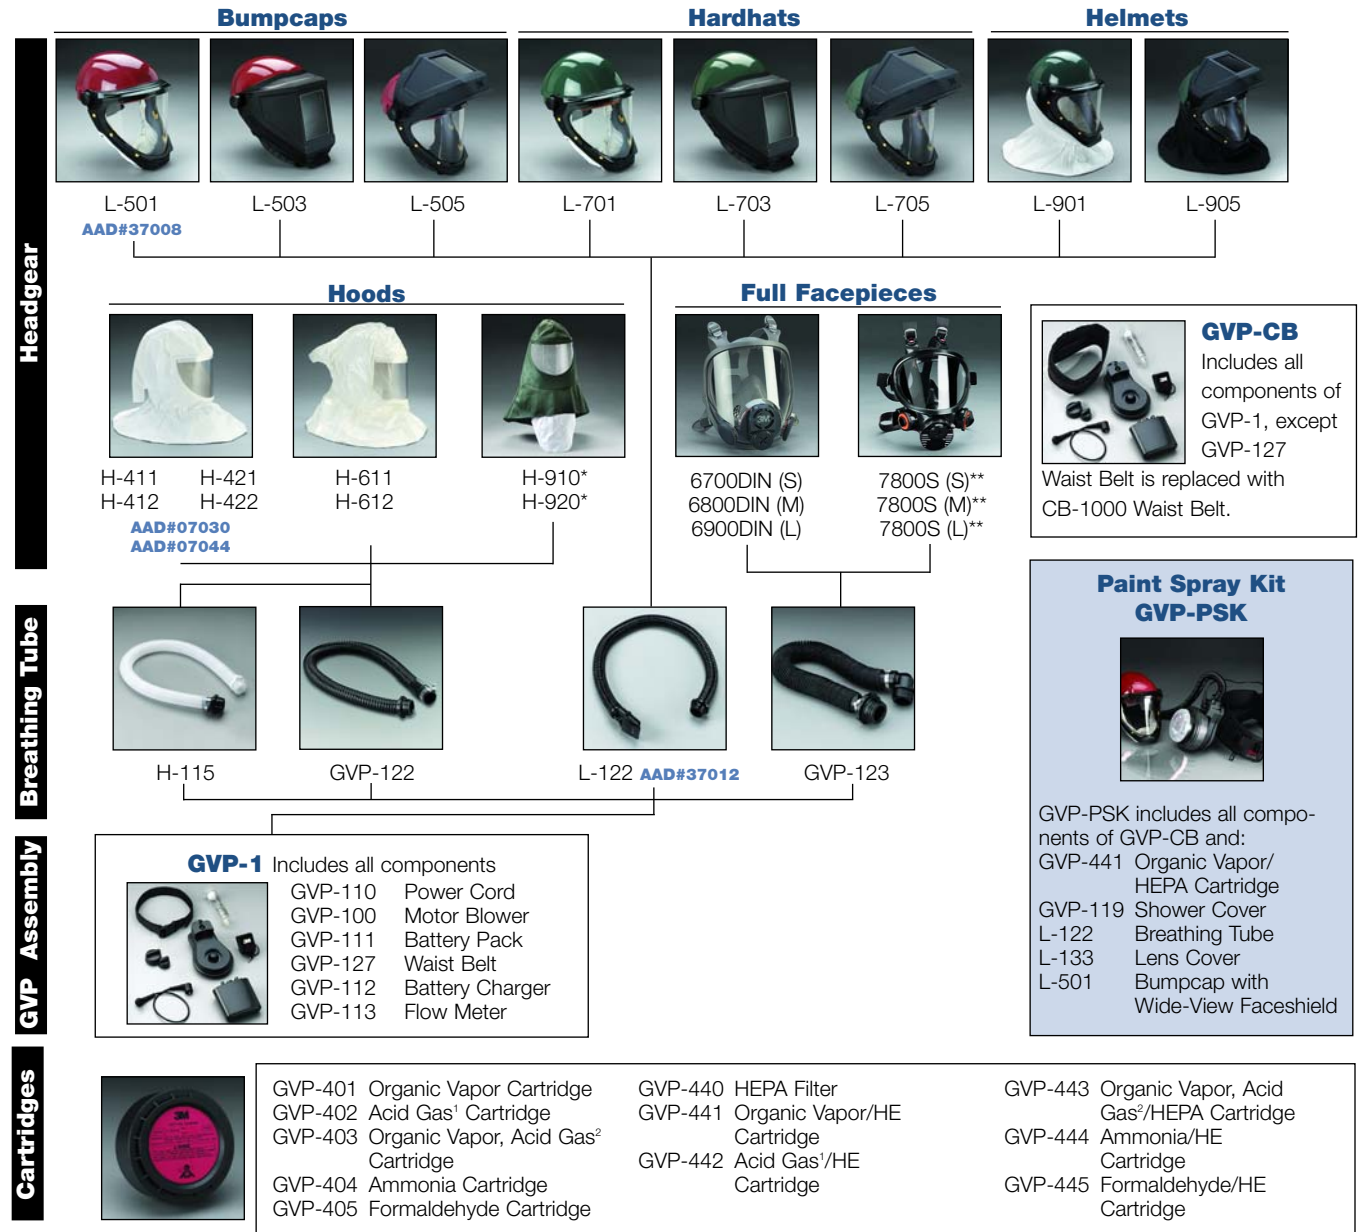 Bumpcaps
Hardhats
Helmets
Headgear
L-501
L-503
L-505
L-701
L-703
L-705
L-901
L-905
AAD#37008
Hoods
Full Facepieces
H-411 H-421
H-412 H-422
AAD#07030
AAD#07044
H-611
H-612
H-910*
H-920*
6700DIN (S)
6800DIN (M)
6900DIN (L)
7800S (S)**
7800S (M)**
7800S (L)**
GVP-CB
Includes all
components of
GVP-1, except
GVP-127
Waist Belt is replaced with
CB-1000 Waist Belt.
Breathing Tube
H-115
GVP-122
L-122 AAD#37012
GVP-123
Paint Spray Kit
GVP-PSK
GVP-PSK includes all compo-
nents of GVP-CB and:
GVP-441 Organic Vapor/
HEPA Cartridge
GVP-119 Shower Cover
L-122 Breathing Tube
L-133 Lens Cover
L-501 Bumpcap with
Wide-View Faceshield
GVP Assembly
GVP-1 Includes all components
GVP-110 Power Cord
GVP-100 Motor Blower
GVP-111 Battery Pack
GVP-127 Waist Belt
GVP-112 Battery Charger
GVP-113 Flow Meter
Cartridges
3M
GVP-401 Organic Vapor Cartridge
GVP-402 Acid Gas¹ Cartridge
GVP-403 Organic Vapor, Acid Gas²
Cartridge
GVP-404 Ammonia Cartridge
GVP-405 Formaldehyde Cartridge
GVP-440 HEPA Filter
GVP-441 Organic Vapor/HE
Cartridge
GVP-442 Acid Gas¹/HE
Cartridge
GVP-443 Organic Vapor, Acid
Gas²/HEPA Cartridge
GVP-444 Ammonia/HE
Cartridge
GVP-445 Formaldehyde/HE
Cartridge